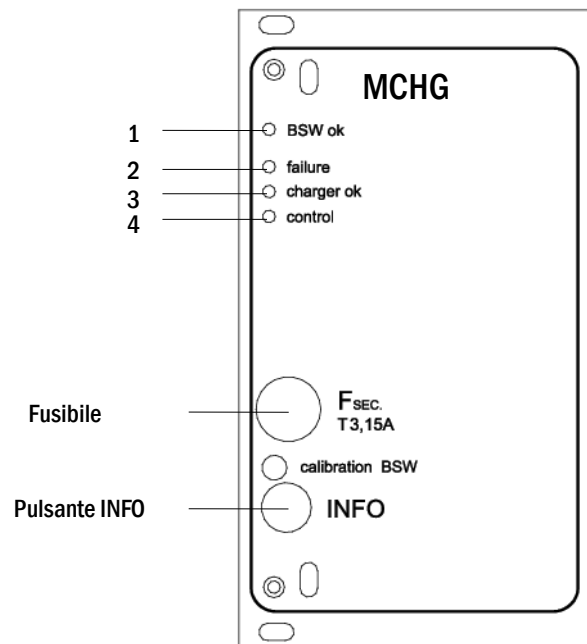 MCHG
1 BSW ok
2 failure
3 charger ok
4 control
Fusibile FSEC.
T3,15A
calibration BSW
Pulsante INFO INFO